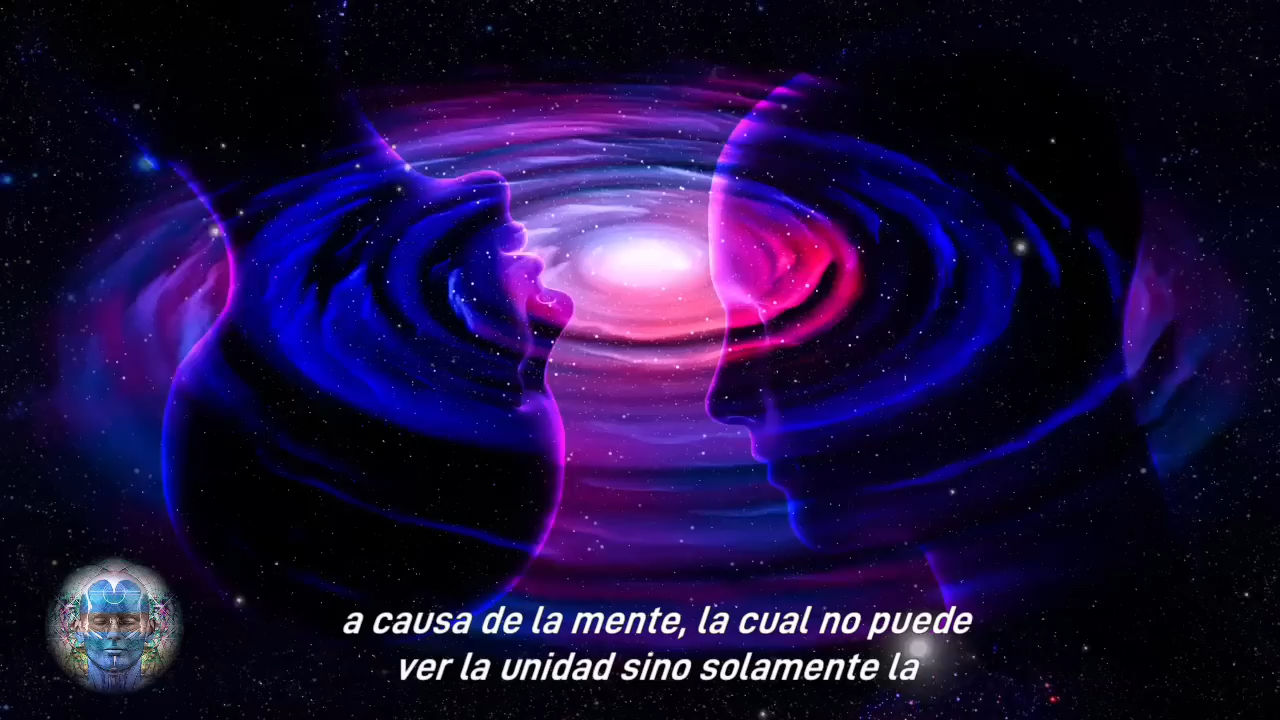 a causa de la mente, la cual no puede
ver la unidad sino solamente la